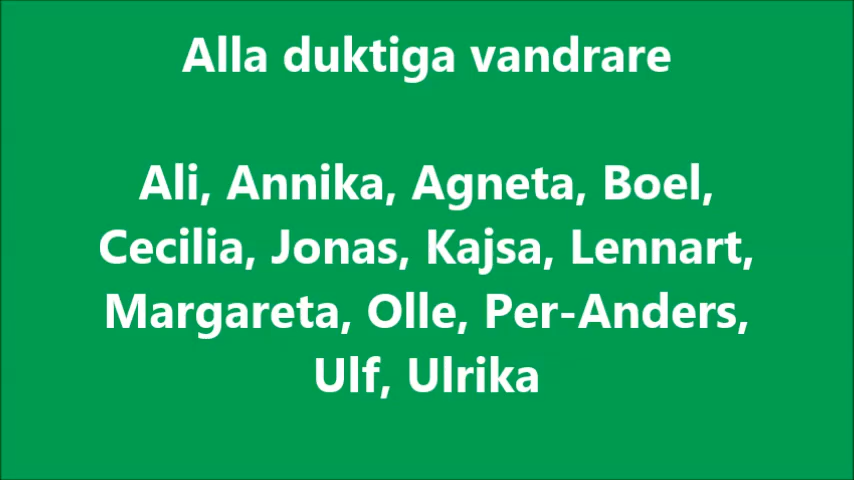 Alla duktiga vandrare
Ali, Annika, Agneta, Boel,
Cecilia, Jonas, Kajsa, Lennart,
Margareta, Olle, Per-Anders,
Ulf, Ulrika